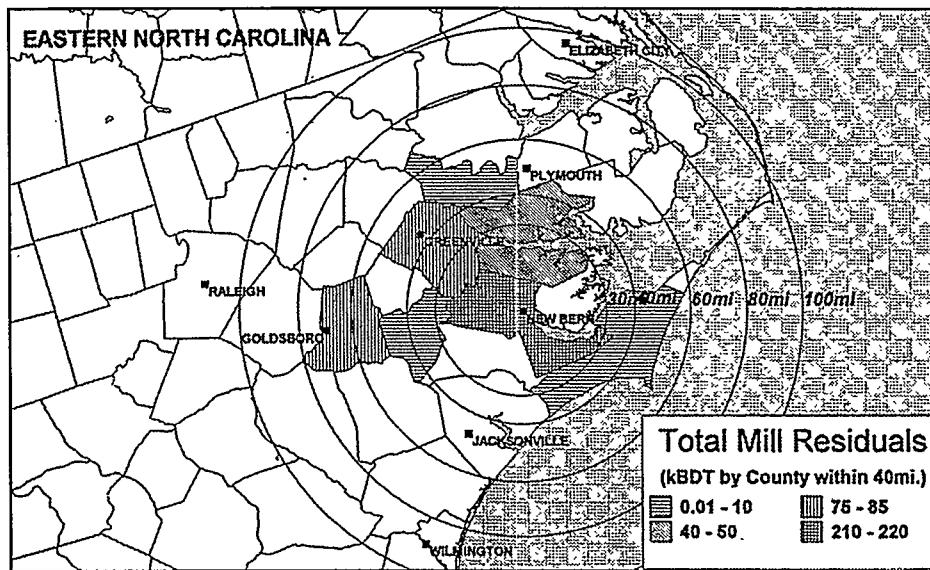 EASTERN NORTH CAROLINA
ELIZABETH CITY
PLYMOUTH
GREENVILLE
RALEIGH
30mi 40mi 60mi 80mi 100mi
NEW BERN
GOLDSBORO
JACKSONVILLE
WILMINGTON
Total Mill Residuals
(kBDT by County within 40mi.)
0.01 - 10 75 - 85
40 - 50 210 - 220